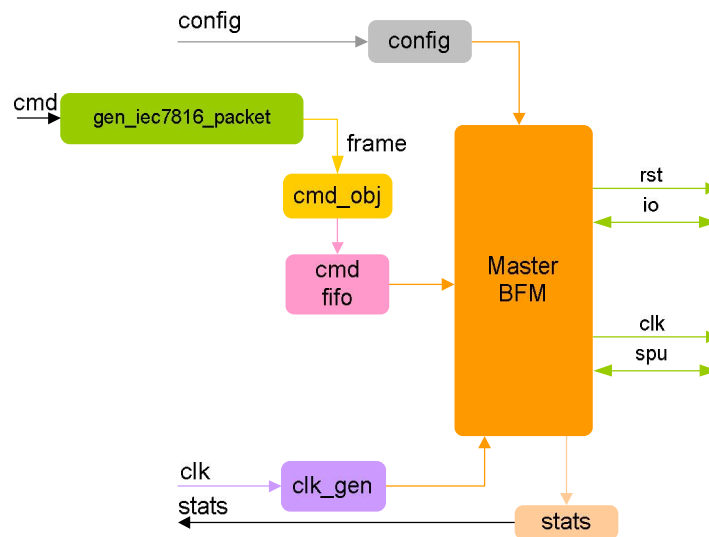 config
config
cmd
gen_iec7816_packet
frame
cmd_obj
cmd
fifo
Master
BFM
rst
io
clk
spu
clk
clk_gen
stats
stats